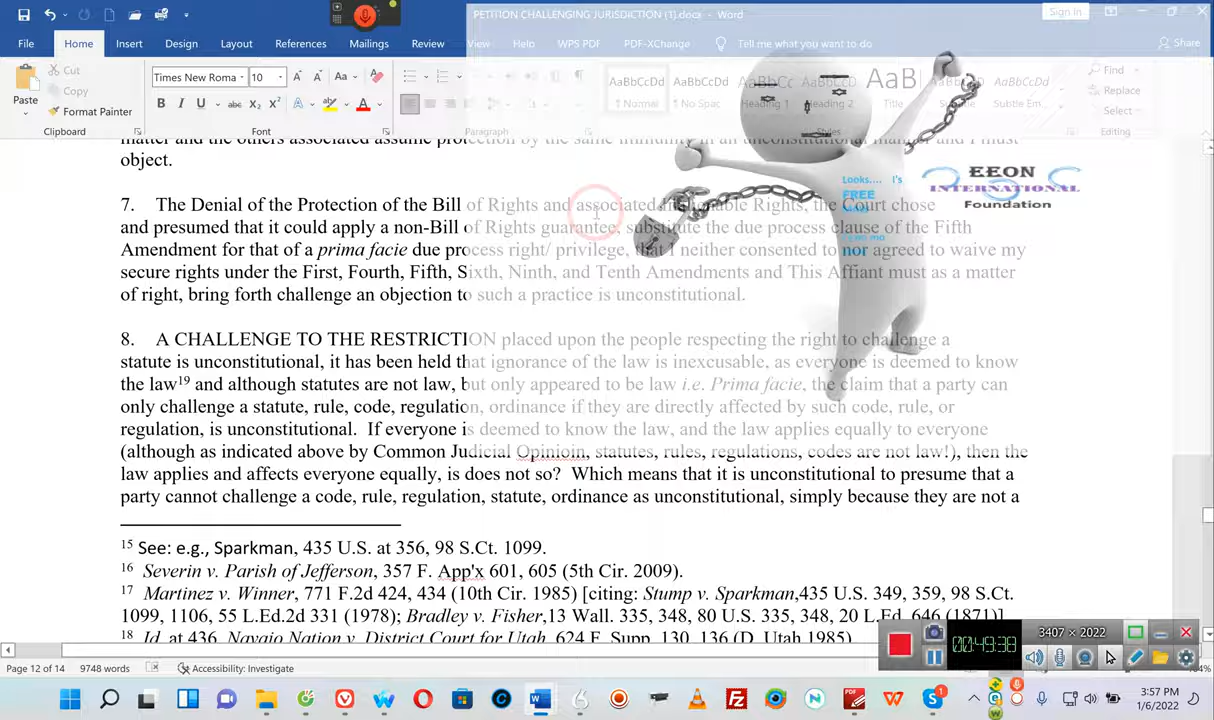 PETITION CHALLENGING JURISDICTION (1).docx - Word
Sign in
File Home Insert Design Layout References Mailings Review View Help WPS PDF PDF-XChange Tell me what you want to do Share
Paste
Cut
Copy
Format Painter
Times New Roma 10
AaBbCcDd AaBbCcDd AaBbCc AaBbCcD AaB AaBbCcD AaBbCcDd
¶ Normal ¶ No Spac... Heading 1 Heading 2 Title Subtle Em...
Find
Replace
Select
Clipboard Font Paragraph Styles Editing
matter and the others associated assume protection by the same immunity in an unconstitutional manner and I must
object.
7. The Denial of the Protection of the Bill of Rights and associated Rights, the Court chose
and presumed that it could apply a non-Bill of Rights guarantee, substitute the due process clause of the Fifth
Amendment for that of a prima facie due process right/ privilege, that I neither consented to nor agreed to waive my
secure rights under the First, Fourth, Fifth, Sixth, Ninth, and Tenth Amendments and This Affiant must as a matter
of right, bring forth challenge an objection to such a practice is unconstitutional.
Looks.... I's
FREE
no mo
EEON
INTERNATIONAL
Foundation
8. A CHALLENGE TO THE RESTRICTION placed upon the people respecting the right to challenge a
statute is unconstitutional, it has been held that ignorance of the law is inexcusable, as everyone is deemed to know
the law19 and although statutes are not law, but only appeared to be law i.e. Prima facie, the claim that a party can
only challenge a statute, rule, code, regulation, ordinance if they are directly affected by such code, rule, or
regulation, is unconstitutional. If everyone is deemed to know the law, and the law applies equally to everyone
(although as indicated above by Common Judicial Opinioin, statutes, rules, regulations, codes are not law!), then the
law applies and affects everyone equally, is does not so? Which means that it is unconstitutional to presume that a
party cannot challenge a code, rule, regulation, statute, ordinance as unconstitutional, simply because they are not a
15 See: e.g., Sparkman, 435 U.S. at 356, 98 S.Ct. 1099.
16 Severin v. Parish of Jefferson, 357 F. App'x 601, 605 (5th Cir. 2009).
17 Martinez v. Winner, 771 F.2d 424, 434 (10th Cir. 1985) [citing: Stump v. Sparkman,435 U.S. 349, 359, 98 S.Ct.
1099, 1106, 55 L.Ed.2d 331 (1978); Bradley v. Fisher,13 Wall. 335, 348, 80 U.S. 335, 348, 20 L.Ed. 646 (1871)]
18 Id. at 436. Navajo Nation v. District Court for Utah, 624 F. Supp. 130, 136 (D. Utah 1985).
00:49:38
3407 × 2022
Page 12 of 14 9748 words Accessibility: Investigate
3:57 PM
1/6/2022